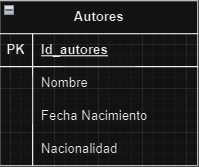 Autores
PK Id_autores
Nombre
Fecha Nacimiento
Nacionalidad